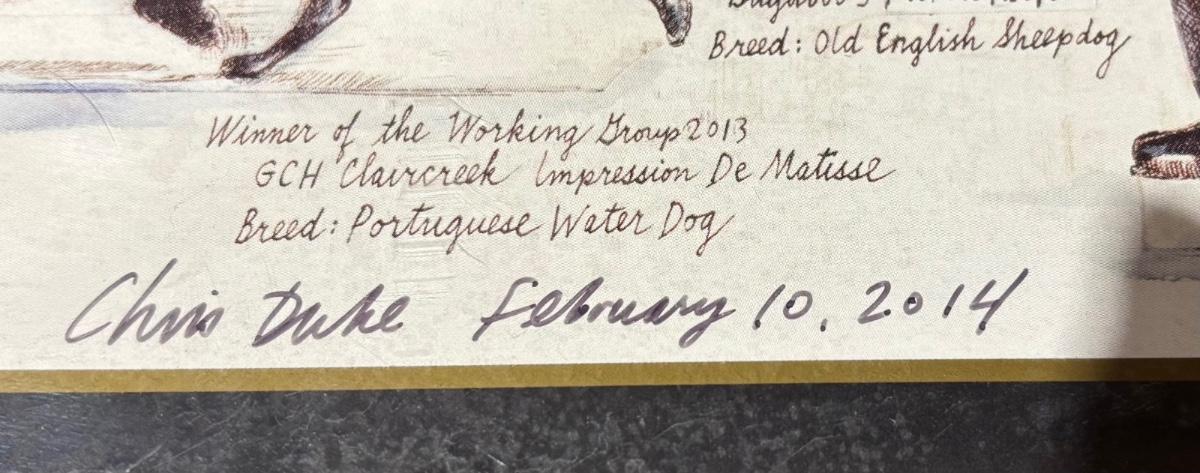 Breed: Old English Sheepdog
Winner of the Working Group 2013
GCH Claircreek Impression De Matisse
Breed: Portuguese Water Dog
Chris Duke February 10, 2014